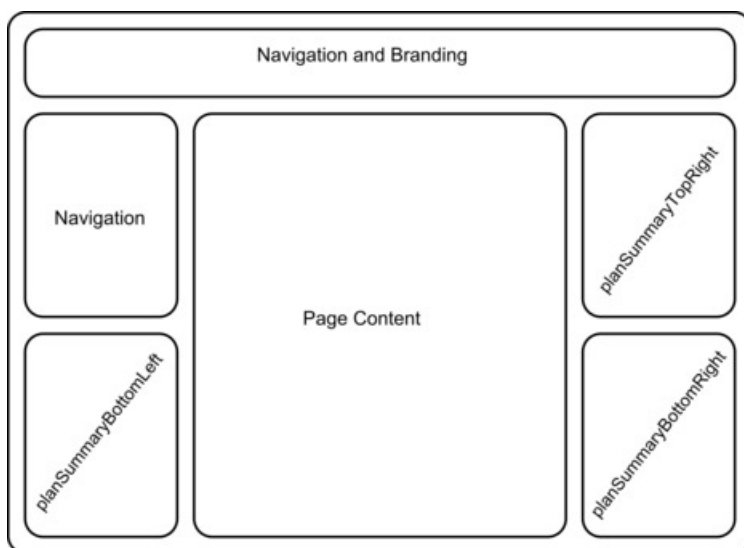 Navigation and Branding
Navigation
Page Content
planSummaryTopRight
planSummaryBottomLeft
planSummaryBottomRight